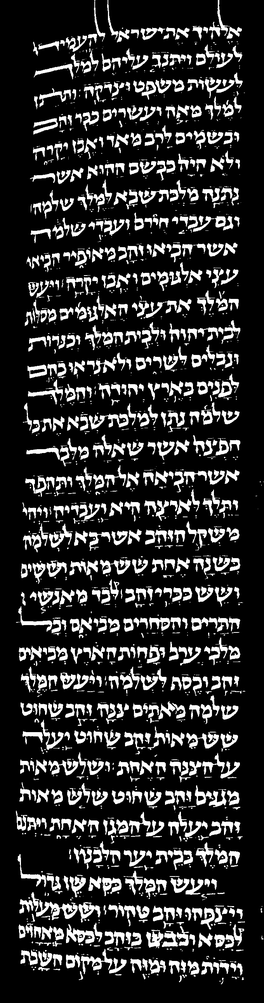 אלהיך את ישראל להעמידו
לעולם ויתנך עליהם למלך
לעשות משפט וצדקה ותתן
למלך מאה ועשרים ככר זהב
ובשמים לרב מאד ואבן יקרה
ולא היה כבשם ההוא אשר
נתנה מלכת שבא למלך שלמה
וגם עבדי חורם ועבדי שלמה
אשר הביאו זהב מאופיר הביאו
עצי אלגומים ואבן יקרה ויעש
המלך את עצי האלגומים מסלות
לבית יהוה ולבית המלך וכנרות
ונבלים לשרים ולא נראו כהם
לפנים בארץ יהודה והמלך
שלמה נתן למלכת שבא את כל
חפצה אשר שאלה מלבד
אשר הביאה אל המלך ותהפך
ותלך לארצה היא ועבדיה ויהי
משקל הזהב אשר בא לשלמה
בשנה אחת שש מאות וששים
ושש ככרי זהב לבד מאנשי
התרים והסחרים מביאם וכל
מלכי ערב ופחות הארץ מביאים
זהב וכסף לשלמה ויעש המלך
שלמה מאתים צנה זהב שחוט
שש מאות זהב שחוט יעלה
על הצנה האחת ושלש מאות
מגנים זהב שחוט שלש מאות
זהב יעלה על המגן האחת ויתנם
המלך בבית יער הלבנון
ויעש המלך כסא שן גדול
ויצפהו זהב טהור ושש מעלות
לכסא וכבש בזהב לכסא מאחזים
וידות מזה ומזה על מקום השבת